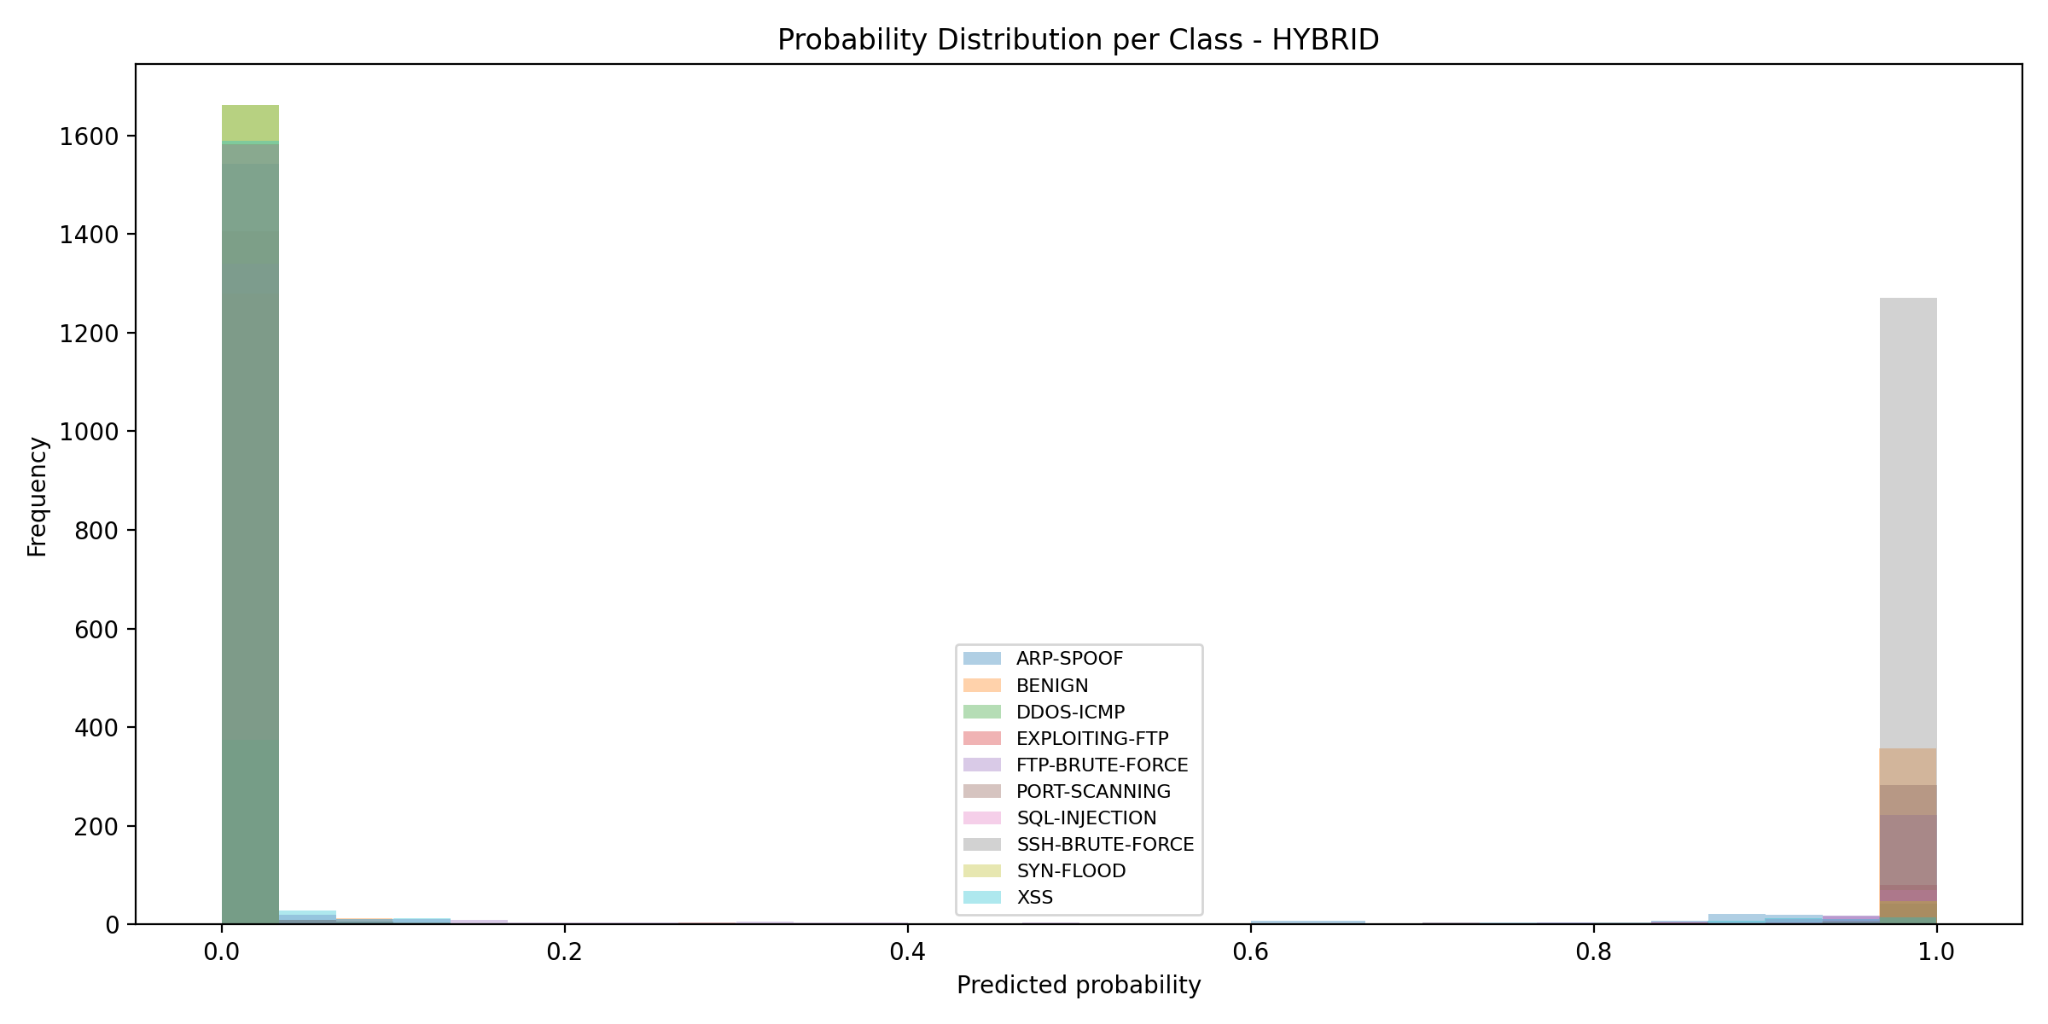 Probability Distribution per Class - HYBRID
Frequency
1600
1400
1200
1000
800
600
400
200
0
ARP-SPOOF
BENIGN
DDOS-ICMP
EXPLOITING-FTP
FTP-BRUTE-FORCE
PORT-SCANNING
SQL-INJECTION
SSH-BRUTE-FORCE
SYN-FLOOD
XSS
0.0 0.2 0.4 0.6 0.8 1.0
Predicted probability